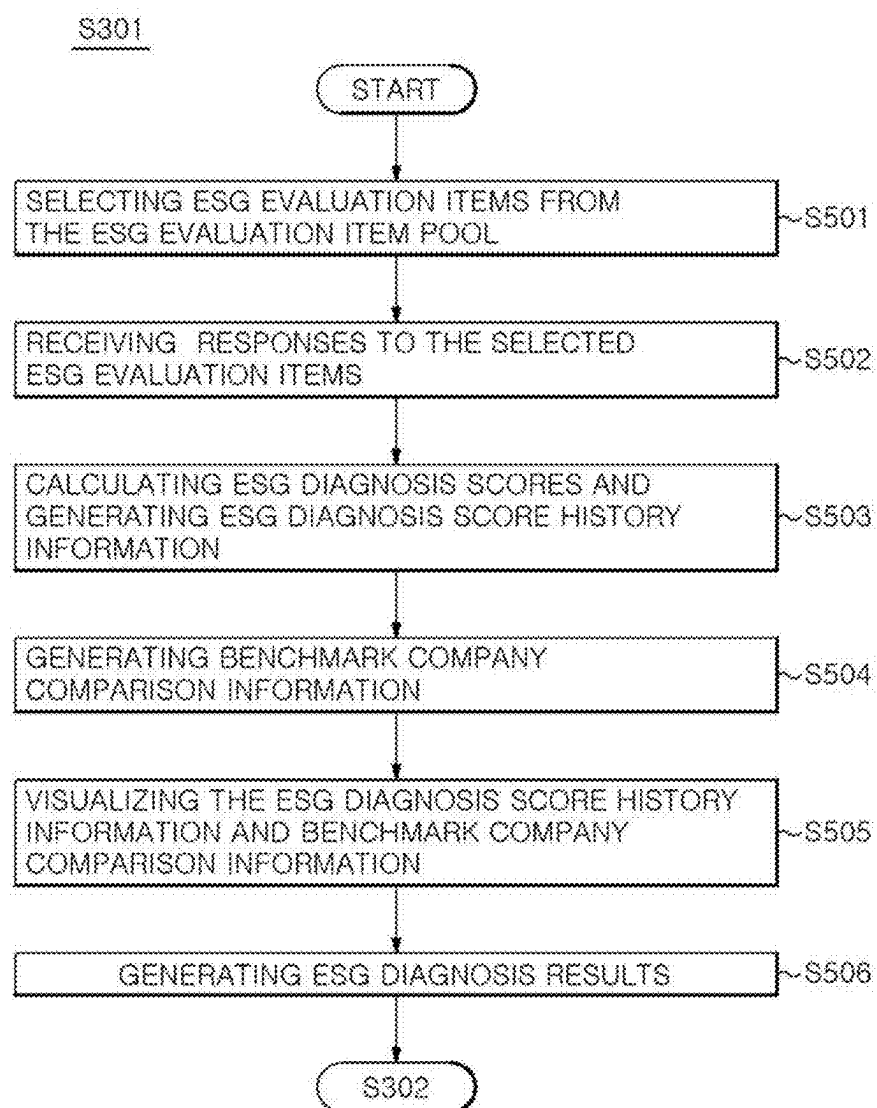 S301
START
SELECTING ESG EVALUATION ITEMS FROM
THE ESG EVALUATION ITEM POOL
S501
RECEIVING RESPONSES TO THE SELECTED
ESG EVALUATION ITEMS
S502
CALCULATING ESG DIAGNOSIS SCORES AND
GENERATING ESG DIAGNOSIS SCORE HISTORY
INFORMATION
S503
GENERATING BENCHMARK COMPANY
COMPARISON INFORMATION
S504
VISUALIZING THE ESG DIAGNOSIS SCORE HISTORY
INFORMATION AND BENCHMARK COMPANY
COMPARISON INFORMATION
S505
GENERATING ESG DIAGNOSIS RESULTS
S506
S302